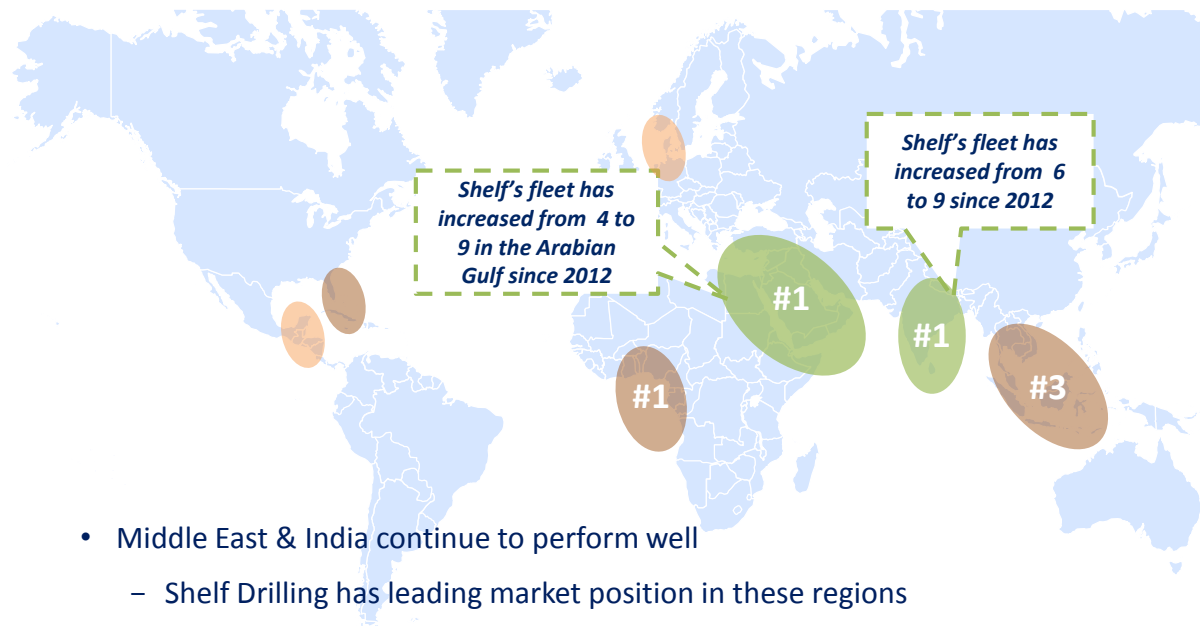 Shelf's fleet has
increased from 6
to 9 since 2012
Shelf's fleet has
increased from 4 to
9 in the Arabian
Gulf since 2012
#1
#1
#1
#3
• Middle East & India continue to perform well
− Shelf Drilling has leading market position in these regions